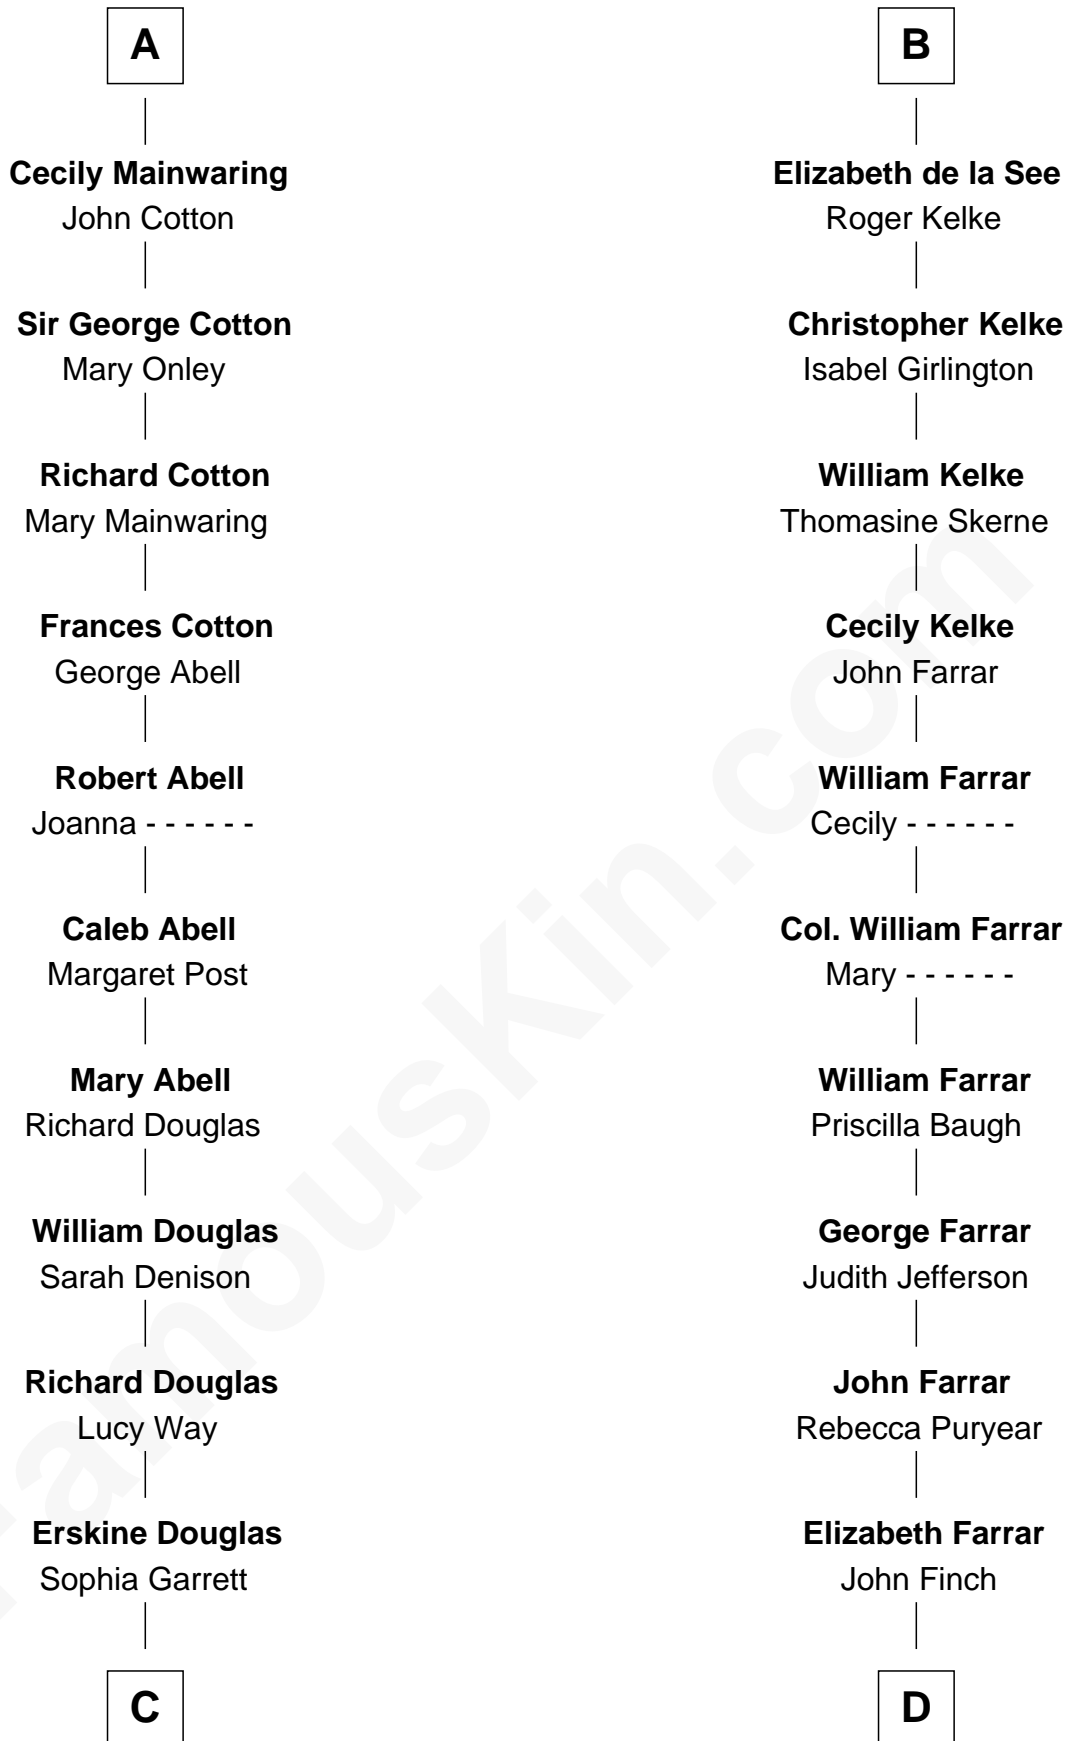 A
Cecily Mainwaring
John Cotton
Sir George Cotton
Mary Onley
Richard Cotton
Mary Mainwaring
Frances Cotton
George Abell
Robert Abell
Joanna - - - - - -
Caleb Abell
Margaret Post
Mary Abell
Richard Douglas
William Douglas
Sarah Denison
Richard Douglas
Lucy Way
Erskine Douglas
Sophia Garrett
C
B
Elizabeth de la See
Roger Kelke
Christopher Kelke
Isabel Girlington
William Kelke
Thomasine Skerne
Cecily Kelke
John Farrar
William Farrar
Cecily - - - - - -
Col. William Farrar
Mary - - - - - -
William Farrar
Priscilla Baugh
George Farrar
Judith Jefferson
John Farrar
Rebecca Puryear
Elizabeth Farrar
John Finch
D
FamousKin.com